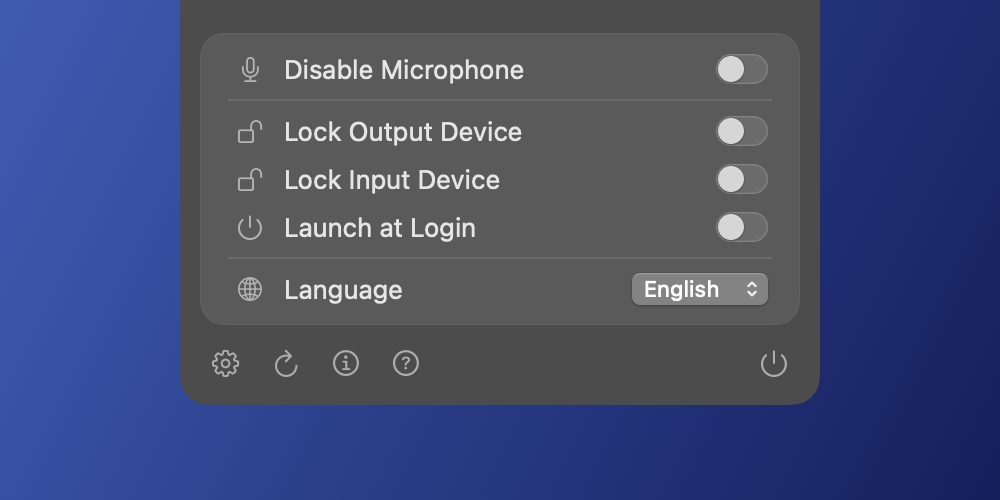 Disable Microphone
Lock Output Device
Lock Input Device
Launch at Login
Language English